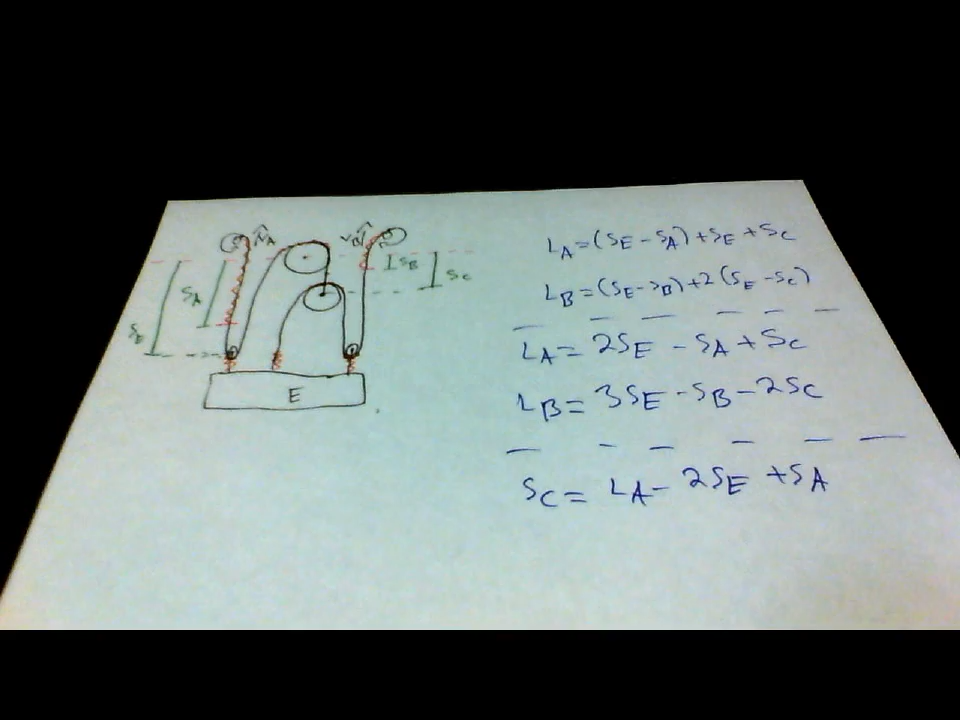 L_A = (S_E - S_A) + S_E + S_C
L_B = (S_E - S_B) + 2(S_E - S_C)
L_A = 2S_E - S_A + S_C
L_B = 3S_E - S_B - 2S_C
S_C = L_A - 2S_E + S_A
S_B
S_C
S_A
S_E
E